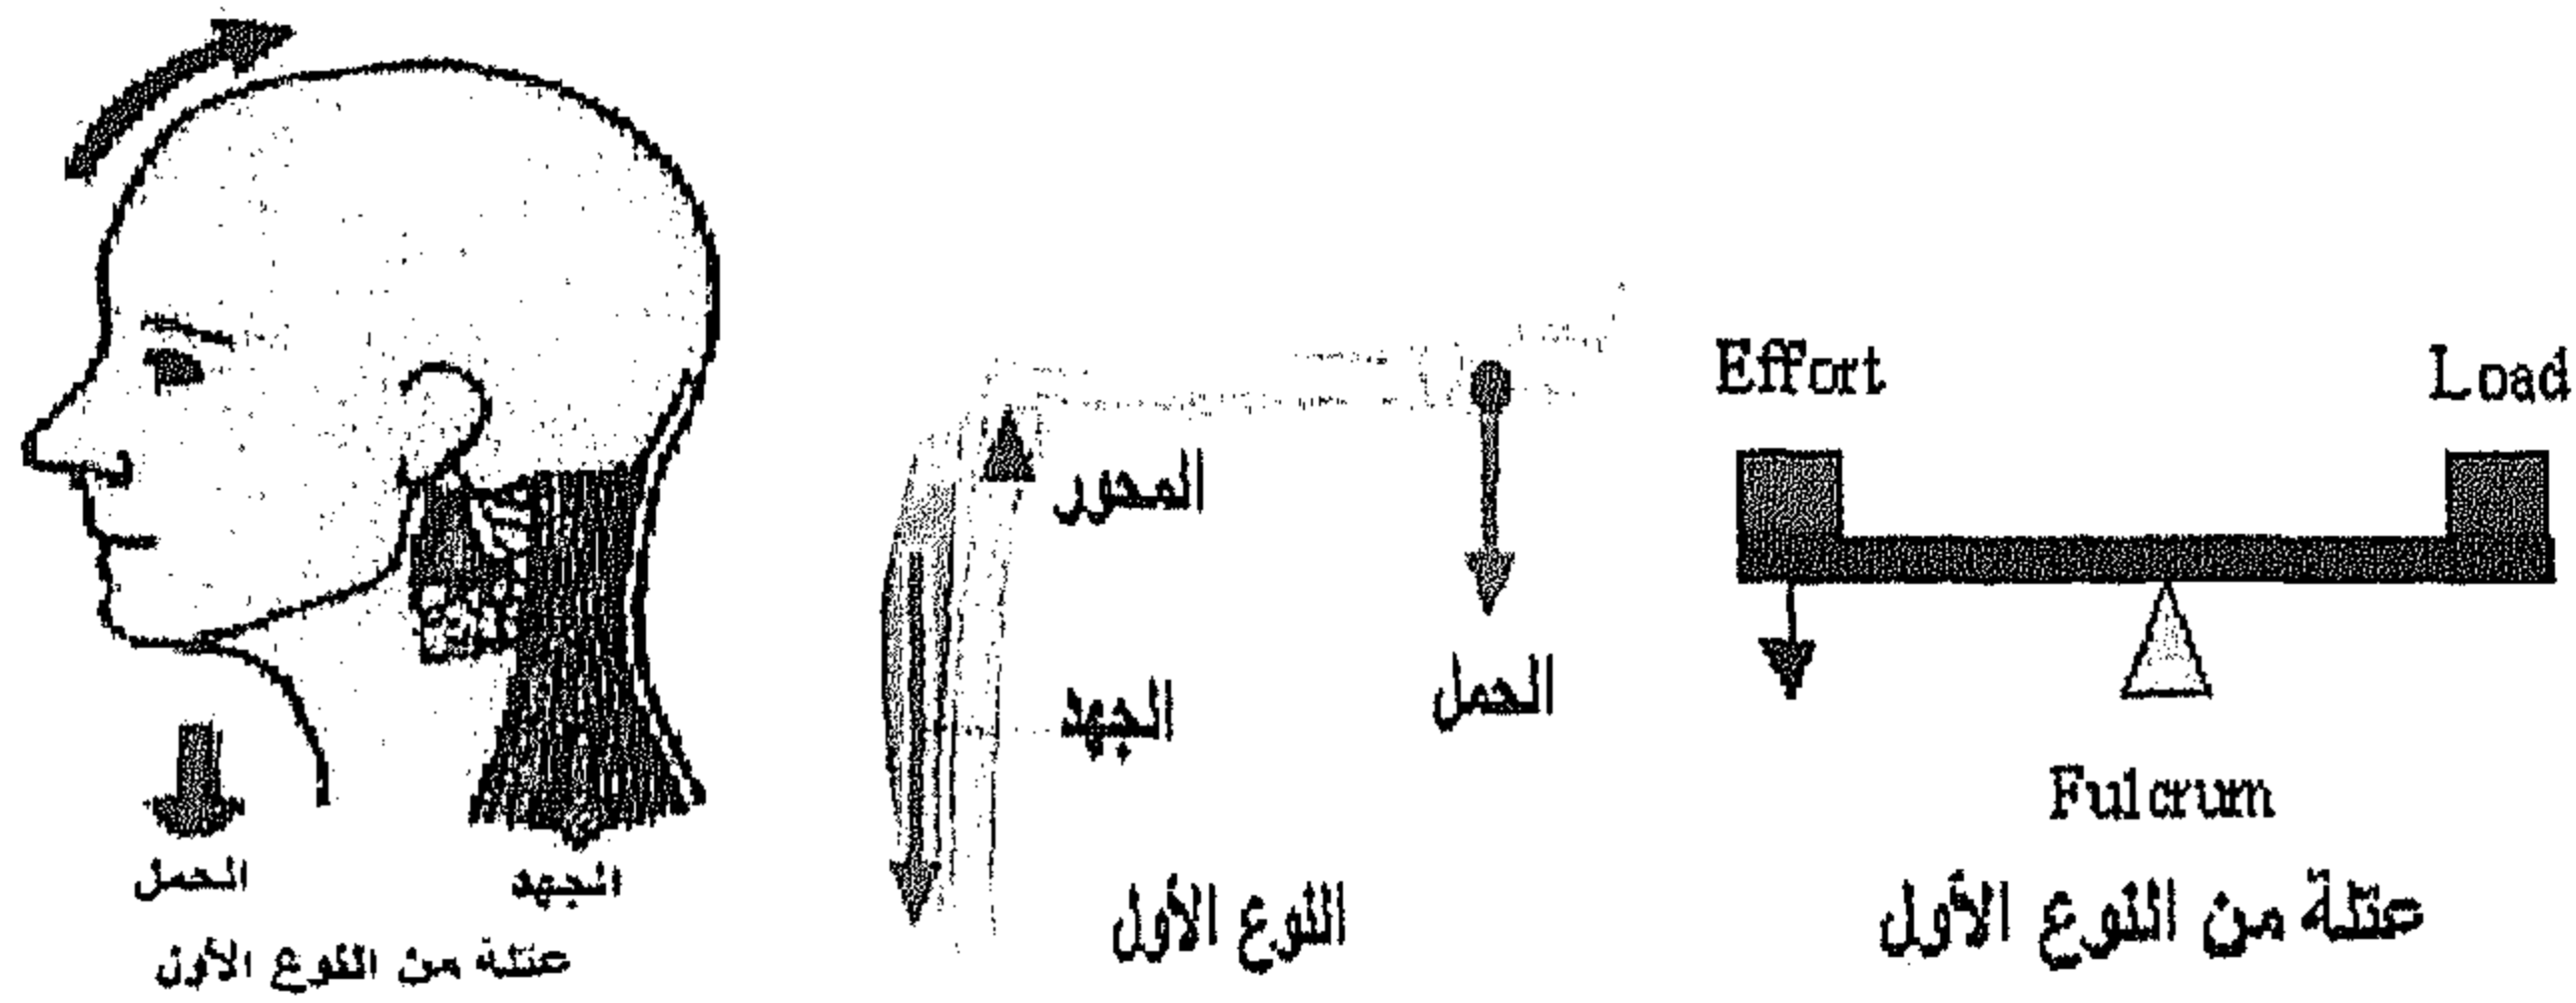 الحمل
الجهد
عتلة من النوع الأول
المحور
الجهد
الحمل
النوع الأول
Effort
Load
Fulcrum
عتلة من النوع الأول